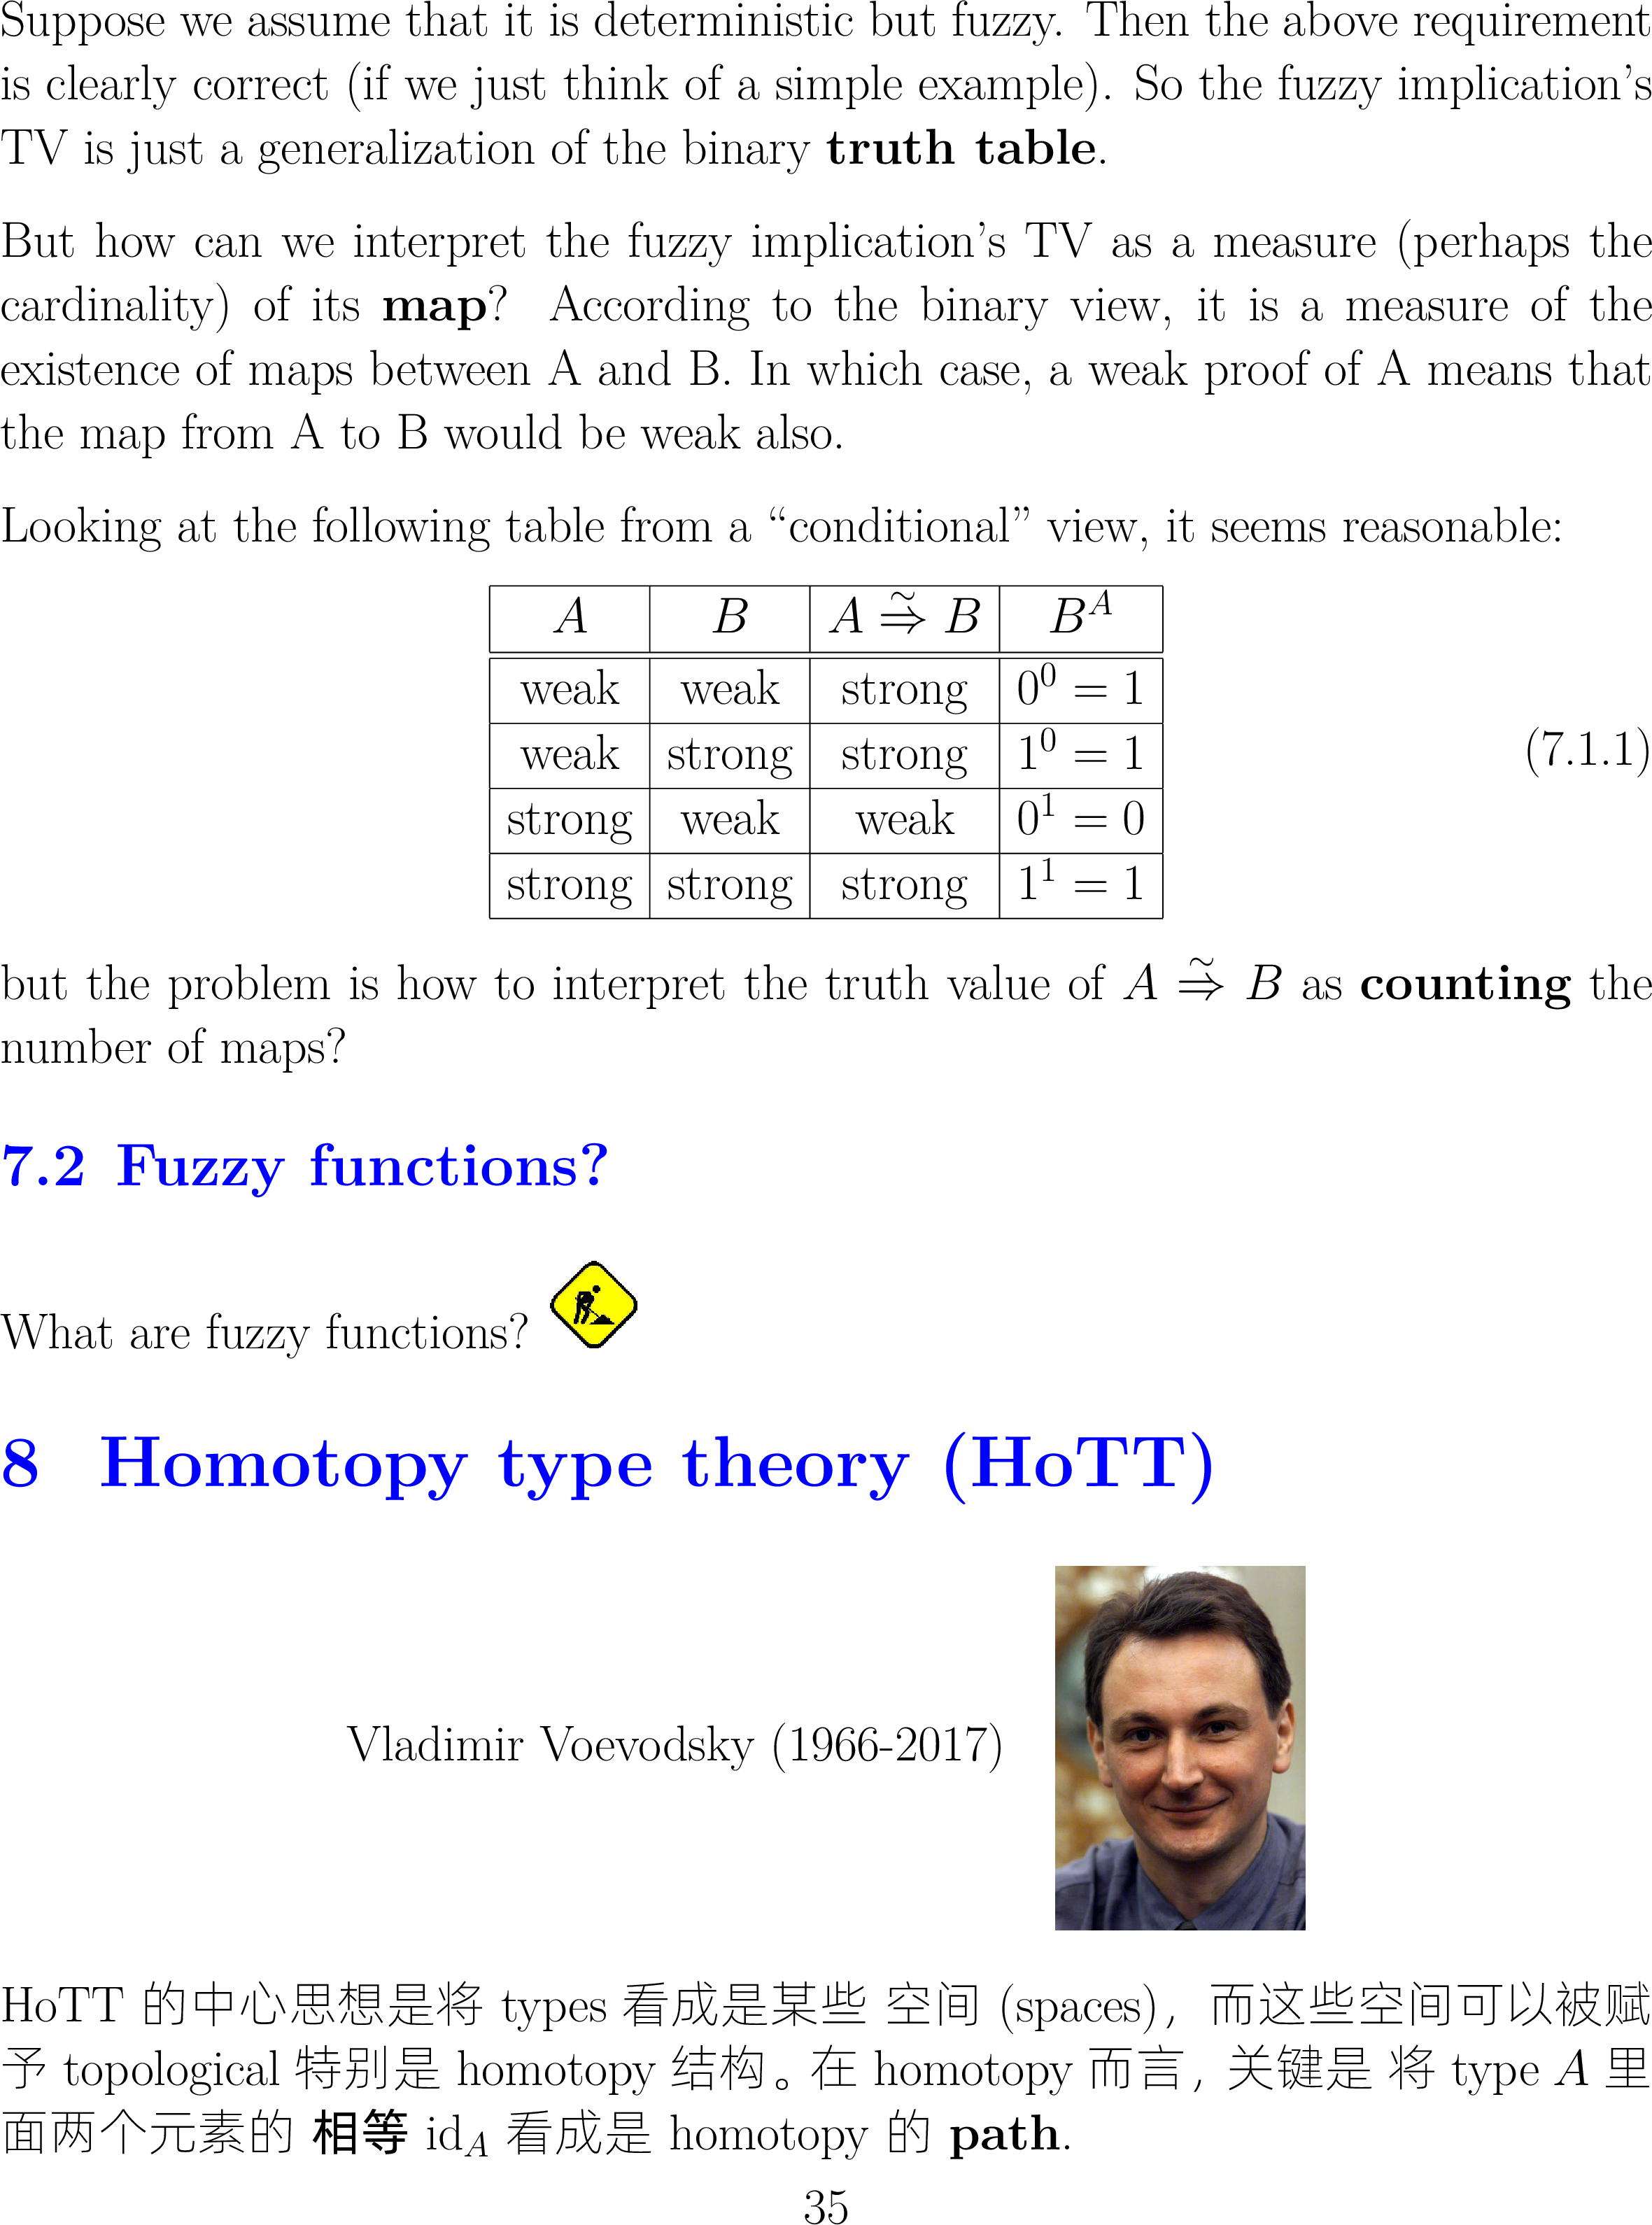 Suppose we assume that it is deterministic but fuzzy. Then the above requirement
is clearly correct (if we just think of a simple example). So the fuzzy implication's
TV is just a generalization of the binary truth table.
But how can we interpret the fuzzy implication's TV as a measure (perhaps the
cardinality) of its map? According to the binary view, it is a measure of the
existence of maps between A and B. In which case, a weak proof of A means that
the map from A to B would be weak also.
Looking at the following table from a “conditional” view, it seems reasonable:
A B A ⇒̃ B B^A
weak weak strong 0^0 = 1
weak strong strong 1^0 = 1
strong weak weak 0^1 = 0
strong strong strong 1^1 = 1
(7.1.1)
but the problem is how to interpret the truth value of A ⇒̃ B as counting the
number of maps?
7.2 Fuzzy functions?
What are fuzzy functions?
8 Homotopy type theory (HoTT)
Vladimir Voevodsky (1966-2017)
HoTT 的中心思想是将 types 看成是某些 空间 (spaces)，而这些空间可以被赋
予 topological 特别是 homotopy 结构。在 homotopy 而言，关键是 将 type A 里
面两个元素的 相等 id_A 看成是 homotopy 的 path.
35